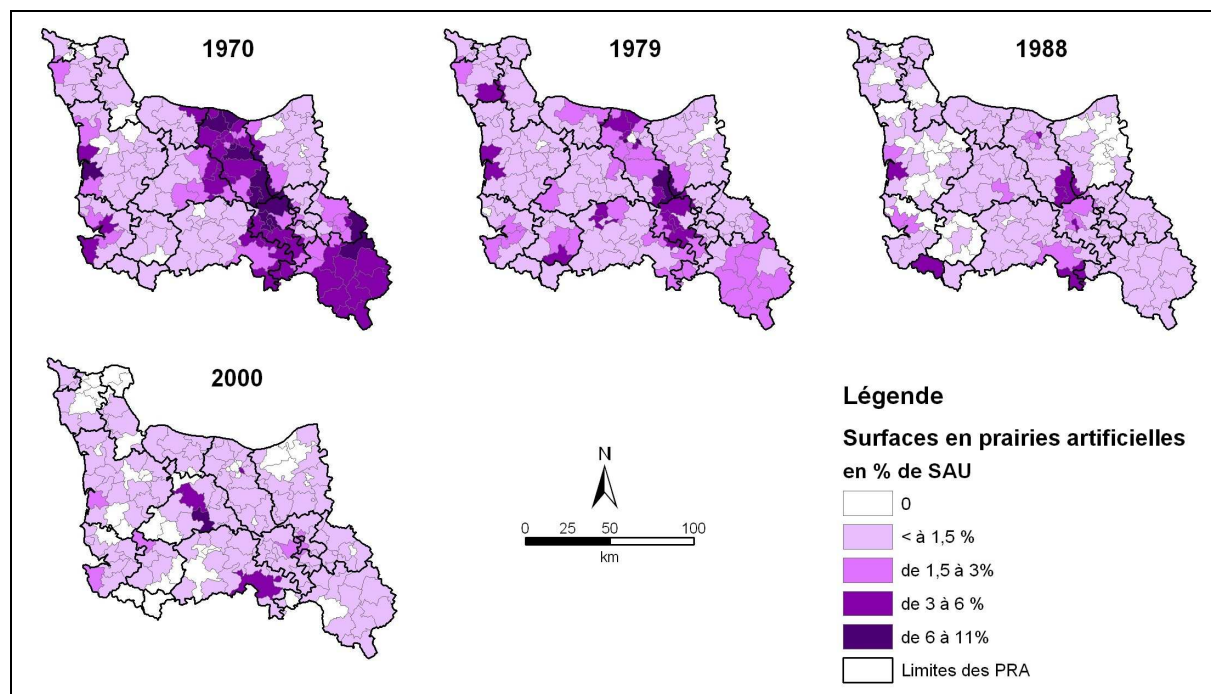 1970
1979
1988
2000
N
0 25 50 100
km
Légende
Surfaces en prairies artificielles
en % de SAU
0
< à 1,5 %
de 1,5 à 3%
de 3 à 6 %
de 6 à 11%
Limites des PRA